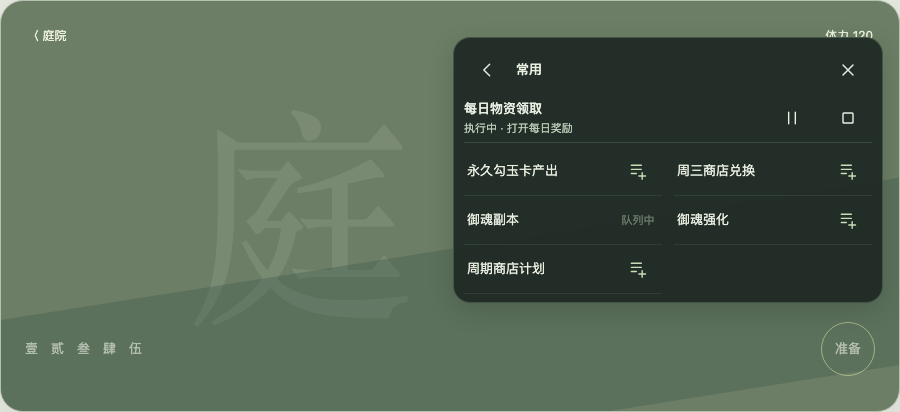 〈 庭院
体力 120
庭
常用
每日物资领取
执行中 · 打开每日奖励
永久勾玉卡产出
周三商店兑换
御魂副本
队列中
御魂强化
周期商店计划
壹 贰 叁 肆 伍
准备